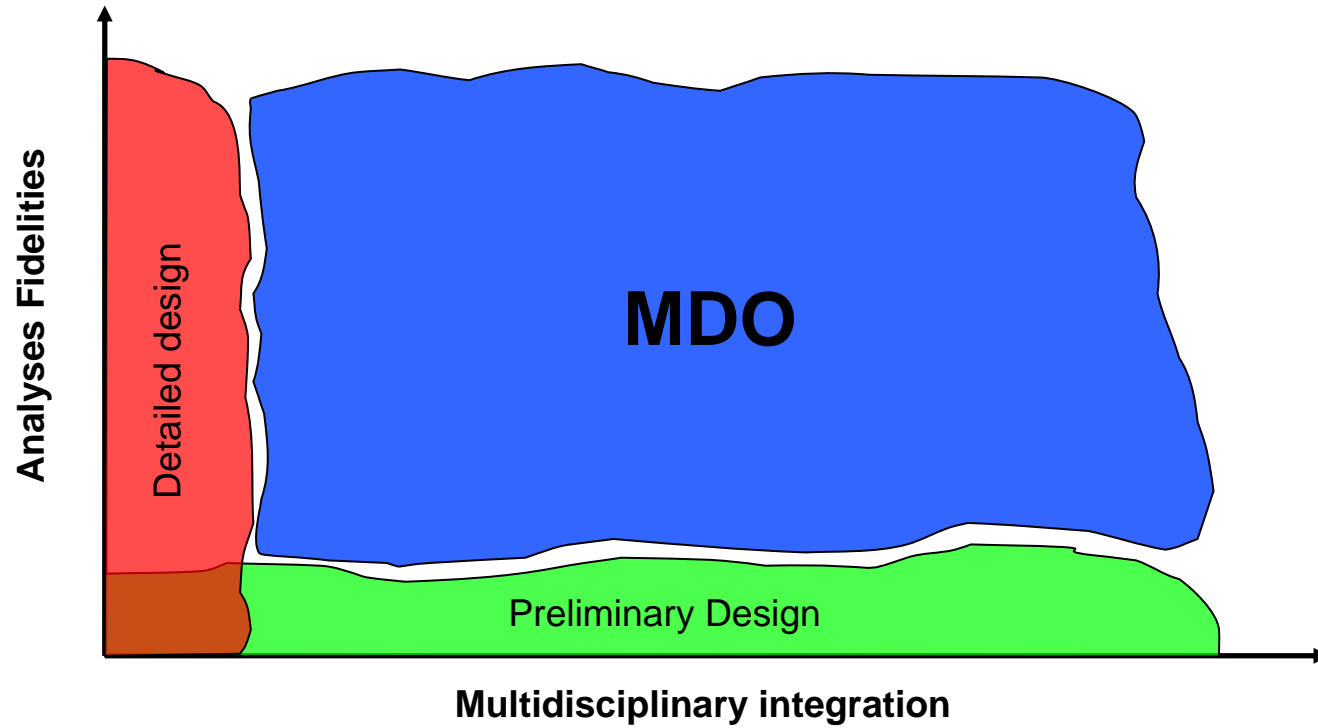 Analyses Fidelities
Detailed design
MDO
Preliminary Design
Multidisciplinary integration